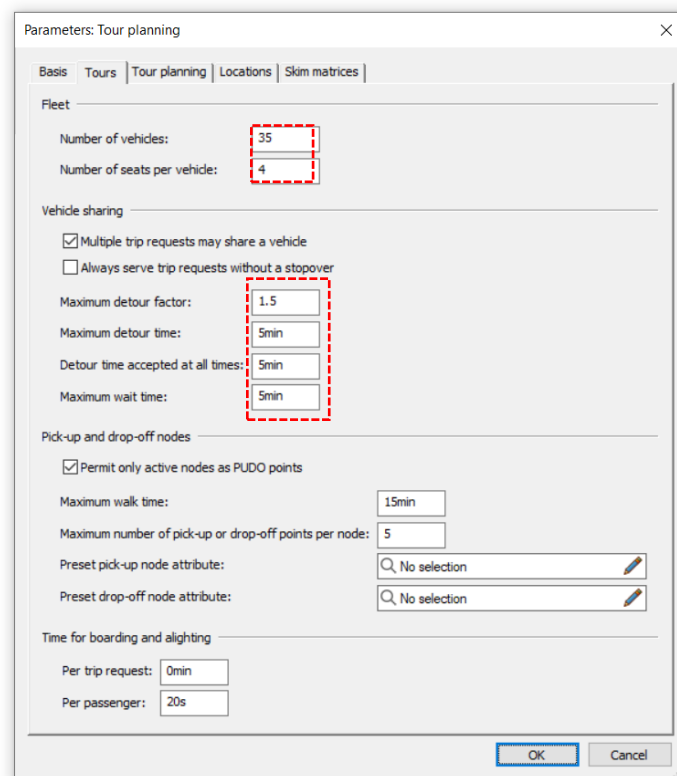 Parameters: Tour planning
Basis Tours Tour planning Locations Skim matrices
Fleet
Number of vehicles: 35
Number of seats per vehicle: 4
Vehicle sharing
Multiple trip requests may share a vehicle
Always serve trip requests without a stopover
Maximum detour factor: 1.5
Maximum detour time: 5min
Detour time accepted at all times: 5min
Maximum wait time: 5min
Pick-up and drop-off nodes
Permit only active nodes as PUDO points
Maximum walk time: 15min
Maximum number of pick-up or drop-off points per node: 5
Preset pick-up node attribute: No selection
Preset drop-off node attribute: No selection
Time for boarding and alighting
Per trip request: 0min
Per passenger: 20s
OK Cancel